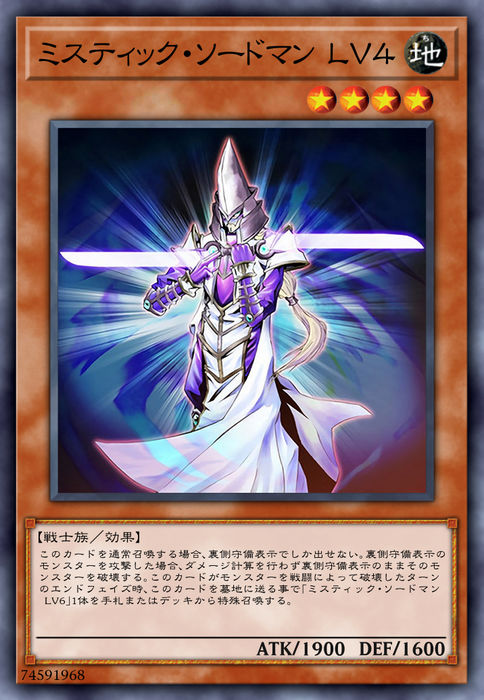 ミスティック・ソードマン LV4
ち
地
【戦士族／効果】
このカードを通常召喚する場合、裏側守備表示でしか出せない。裏側守備表示の
モンスターを攻撃した場合、ダメージ計算を行わず裏側守備表示のままそのモ
ンスターを破壊する。このカードがモンスターを戦闘によって破壊したターン
のエンドフェイズ時、このカードを墓地に送る事で「ミスティック・ソードマン
LV6」1体を手札またはデッキから特殊召喚する。
ATK/1900 DEF/1600
74591968